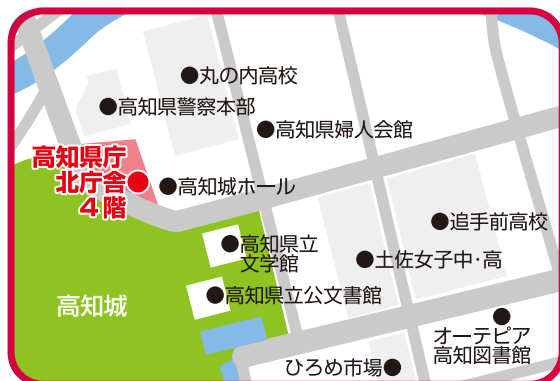 丸の内高校
高知県警察本部
高知県婦人会館
高知県庁
北庁舎
４階
高知城ホール
高知県立
文学館
追手前高校
土佐女子中･高
高知県立公文書館
高知城
オーテピア
高知図書館
ひろめ市場